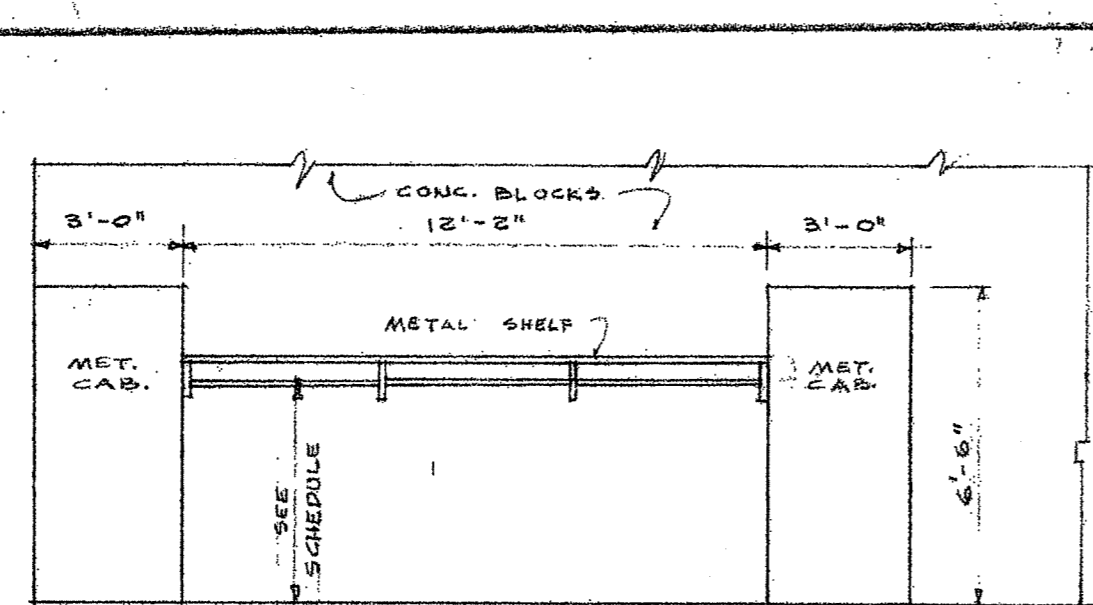 CONC. BLOCKS.
3'-0"
12'-2"
3'-0"
METAL SHELF
MET.
CAB.
MET.
CAB.
SEE
SCHEDULE
6'-6"